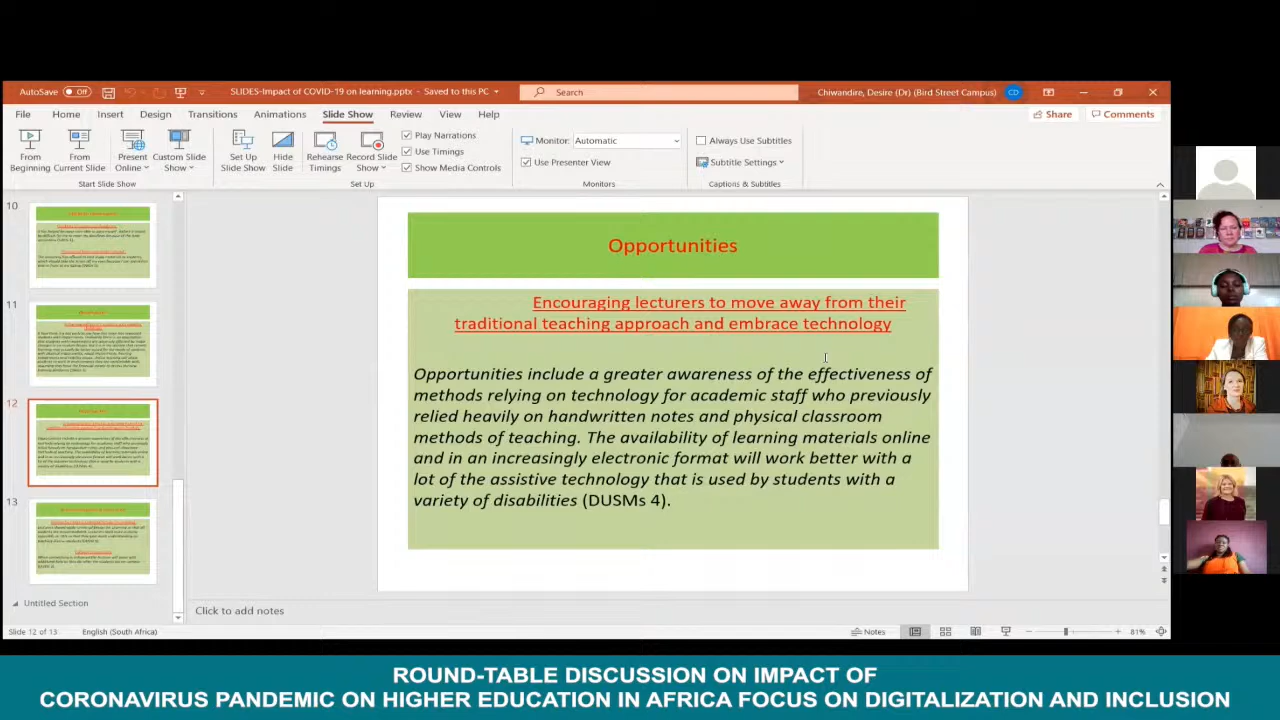 AutoSave Off
SLIDES-Impact of COVID-19 on learning.pptx - Saved to this PC
Search
Chiwandire, Desire (Dr) (Bird Street Campus) CD
File Home Insert Design Transitions Animations Slide Show Review View Help
Share Comments
From Beginning
From Current Slide
Present Online
Custom Slide Show
Set Up Slide Show
Hide Slide
Rehearse Timings
Record Slide Show
Play Narrations
Use Timings
Show Media Controls
Monitor: Automatic
Use Presenter View
Always Use Subtitles
Subtitle Settings
Start Slide Show
Set Up
Monitors
Captions & Subtitles
10
11
12
13
Untitled Section
Opportunities
Encouraging lecturers to move away from their
traditional teaching approach and embrace technology
Opportunities include a greater awareness of the effectiveness of
methods relying on technology for academic staff who previously
relied heavily on handwritten notes and physical classroom
methods of teaching. The availability of learning materials online
and in an increasingly electronic format will work better with a
lot of the assistive technology that is used by students with a
variety of disabilities (DUSMs 4).
Click to add notes
Slide 12 of 13 English (South Africa)
Notes
81%
ROUND-TABLE DISCUSSION ON IMPACT OF
CORONAVIRUS PANDEMIC ON HIGHER EDUCATION IN AFRICA FOCUS ON DIGITALIZATION AND INCLUSION